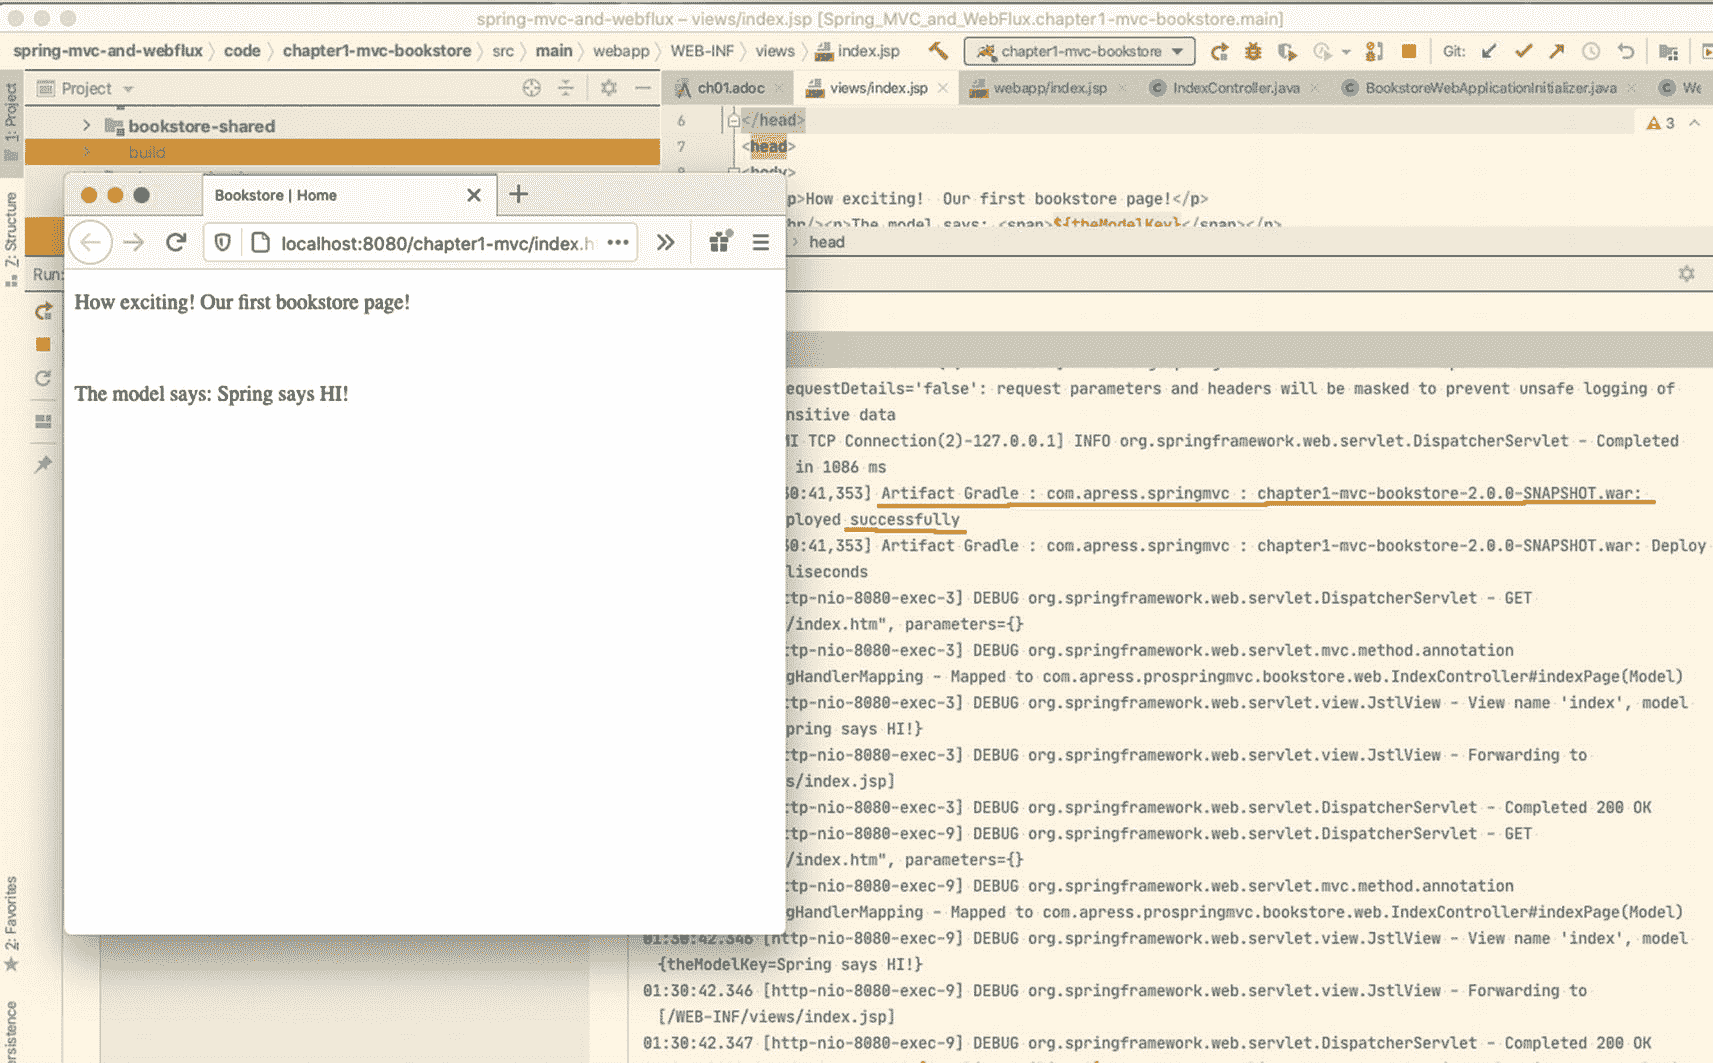 spring-mvc-and-webflux – views/index.jsp [Spring_MVC_and_WebFlux.chapter1-mvc-bookstore.main]
spring-mvc-and-webflux code chapter1-mvc-bookstore src main webapp WEB-INF views index.jsp chapter1-mvc-bookstore Git:
1: Project
Project
ch01.adoc views/index.jsp webapp/index.jsp IndexController.java BookstoreWebApplicationInitializer.java We
bookstore-shared
build
6 </head>
3
7 <head>
<body>
p>How exciting! Our first bookstore page!</p>
<p>The model says: <span>${theModelKey}</span></p>
head
Z: Structure
Run:
Bookstore | Home
localhost:8080/chapter1-mvc/index.h
How exciting! Our first bookstore page!
The model says: Spring says HI!
equestDetails='false': request parameters and headers will be masked to prevent unsafe logging of
nsitive data
MI TCP Connection(2)-127.0.0.1] INFO org.springframework.web.servlet.DispatcherServlet - Completed
in 1086 ms
30:41,353] Artifact Gradle : com.apress.springmvc : chapter1-mvc-bookstore-2.0.0-SNAPSHOT.war:
ployed successfully
30:41,353] Artifact Gradle : com.apress.springmvc : chapter1-mvc-bookstore-2.0.0-SNAPSHOT.war: Deploy
liseconds
ttp-nio-8080-exec-3] DEBUG org.springframework.web.servlet.DispatcherServlet - GET
/index.htm", parameters={}
ttp-nio-8080-exec-3] DEBUG org.springframework.web.servlet.mvc.method.annotation
gHandlerMapping - Mapped to com.apress.prospringmvc.bookstore.web.IndexController#indexPage(Model)
ttp-nio-8080-exec-3] DEBUG org.springframework.web.servlet.view.JstlView - View name 'index', model
pring says HI!}
ttp-nio-8080-exec-3] DEBUG org.springframework.web.servlet.view.JstlView - Forwarding to
s/index.jsp]
ttp-nio-8080-exec-3] DEBUG org.springframework.web.servlet.DispatcherServlet - Completed 200 OK
ttp-nio-8080-exec-9] DEBUG org.springframework.web.servlet.DispatcherServlet - GET
/index.htm", parameters={}
ttp-nio-8080-exec-9] DEBUG org.springframework.web.servlet.mvc.method.annotation
gHandlerMapping - Mapped to com.apress.prospringmvc.bookstore.web.IndexController#indexPage(Model)
01:30:42.346 [http-nio-8080-exec-9] DEBUG org.springframework.web.servlet.view.JstlView - View name 'index', model
{theModelKey=Spring says HI!}
01:30:42.346 [http-nio-8080-exec-9] DEBUG org.springframework.web.servlet.view.JstlView - Forwarding to
[/WEB-INF/views/index.jsp]
01:30:42.347 [http-nio-8080-exec-9] DEBUG org.springframework.web.servlet.DispatcherServlet - Completed 200 OK
2: Favorites
rsistence